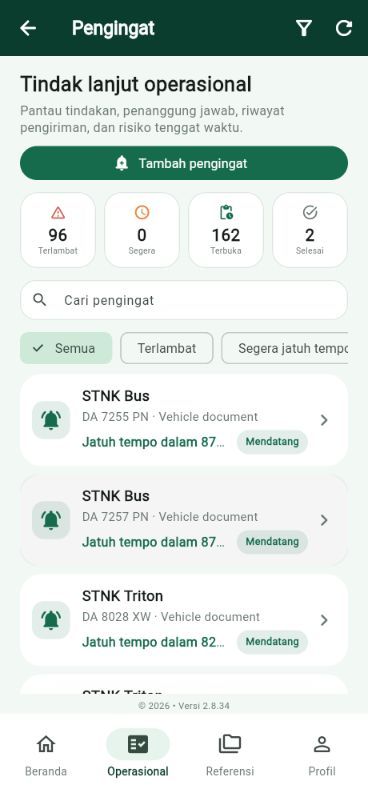 Pengingat
Tindak lanjut operasional
Pantau tindakan, penanggung jawab, riwayat
pengiriman, dan risiko tenggat waktu.
Tambah pengingat
96
Terlambat
0
Segera
162
Terbuka
2
Selesai
Cari pengingat
Semua
Terlambat
Segera jatuh tempo
STNK Bus
DA 7255 PN · Vehicle document
Jatuh tempo dalam 87...
Mendatang
STNK Bus
DA 7257 PN · Vehicle document
Jatuh tempo dalam 87...
Mendatang
STNK Triton
DA 8028 XW · Vehicle document
Jatuh tempo dalam 82...
Mendatang
STNK Triton
© 2026 • Versi 2.8.34
Beranda
Operasional
Referensi
Profil